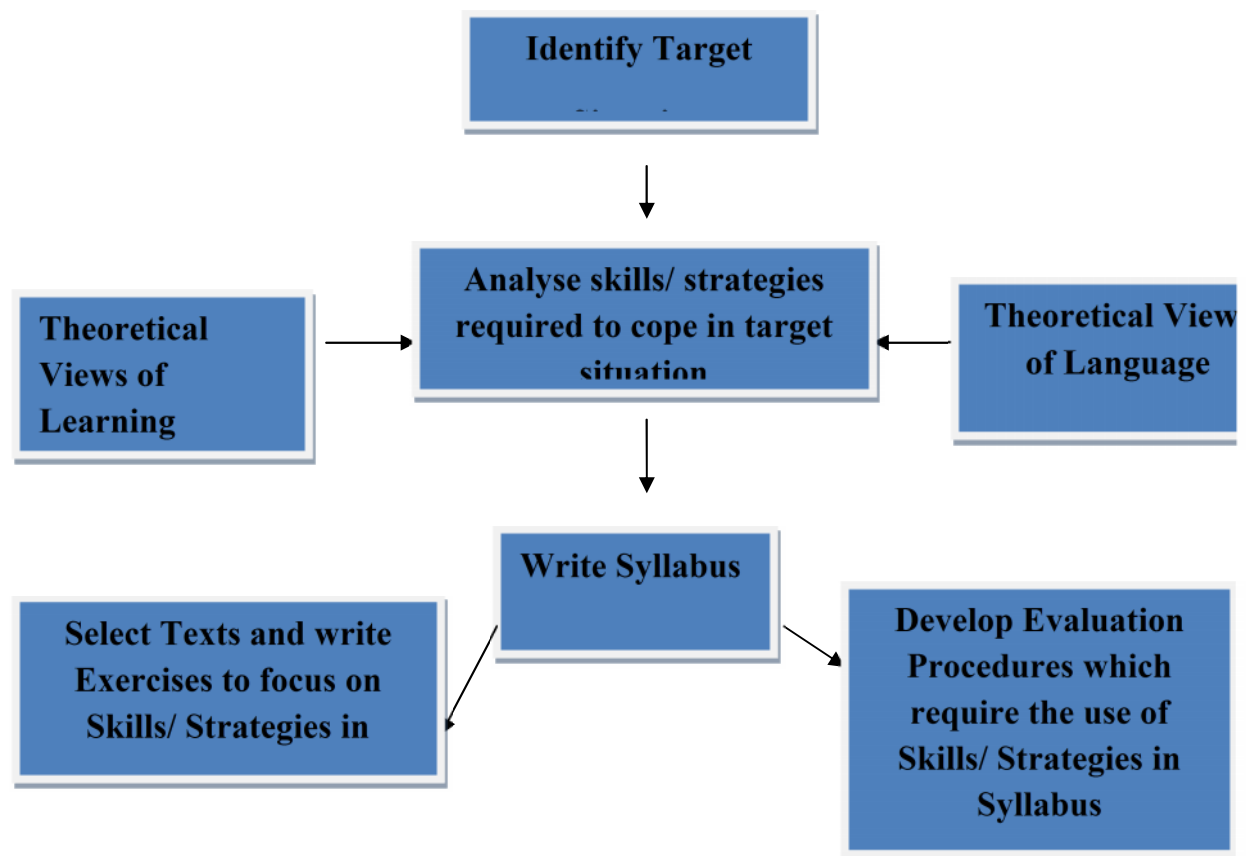 Identify Target
Analyse skills/ strategies
required to cope in target
situation
Theoretical
Views of
Learning
Theoretical View
of Language
Write Syllabus
Select Texts and write
Exercises to focus on
Skills/ Strategies in
Develop Evaluation
Procedures which
require the use of
Skills/ Strategies in
Syllabus